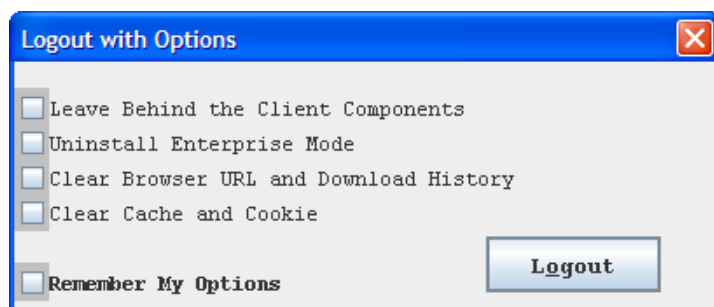 Logout with Options
Leave Behind the Client Components
Uninstall Enterprise Mode
Clear Browser URL and Download History
Clear Cache and Cookie
Logout
Remember My Options